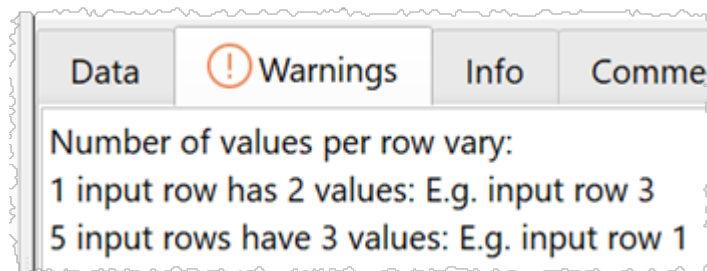 Data Warnings Info Comme
Number of values per row vary:
1 input row has 2 values: E.g. input row 3
5 input rows have 3 values: E.g. input row 1